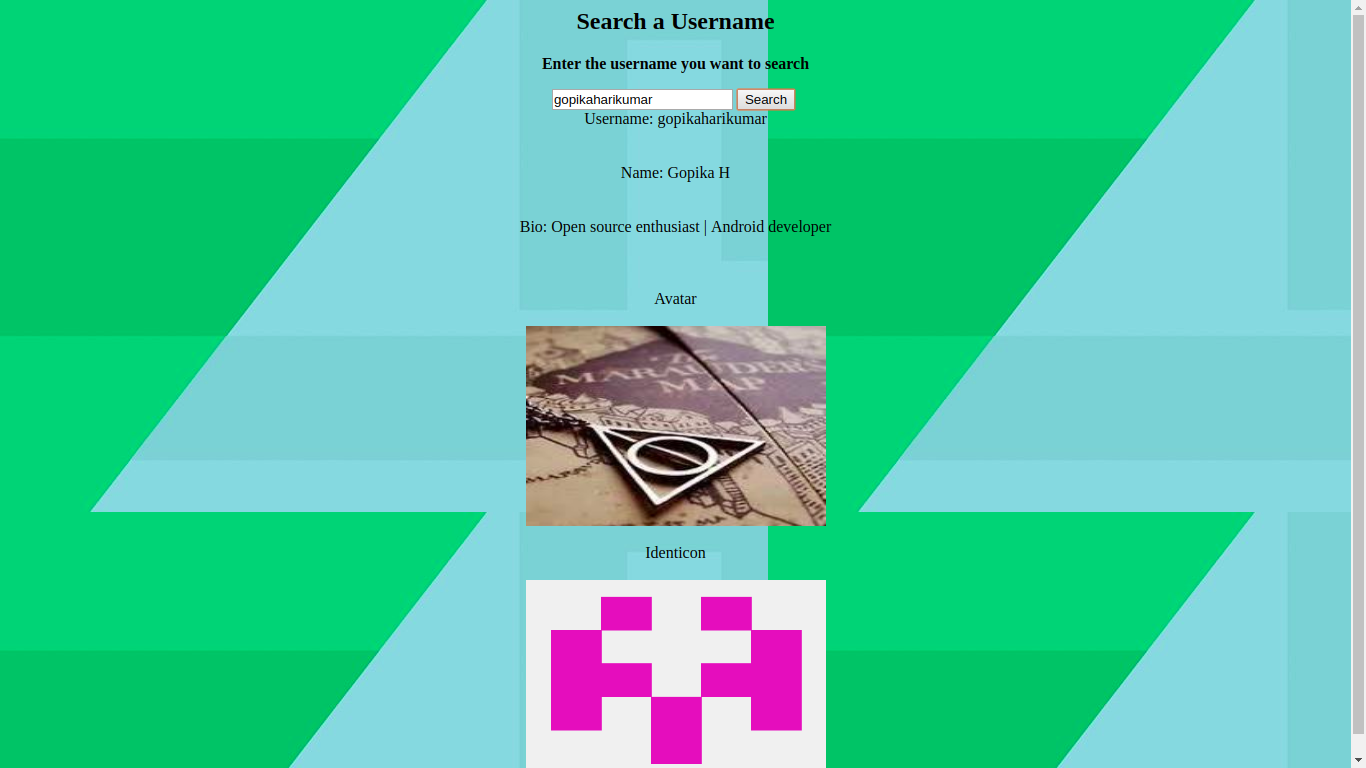 Search a Username
Enter the username you want to search
gopikaharikumar Search
Username: gopikaharikumar
Name: Gopika H
Bio: Open source enthusiast | Android developer
Avatar
The
MARAUDERS
MAP
Identicon